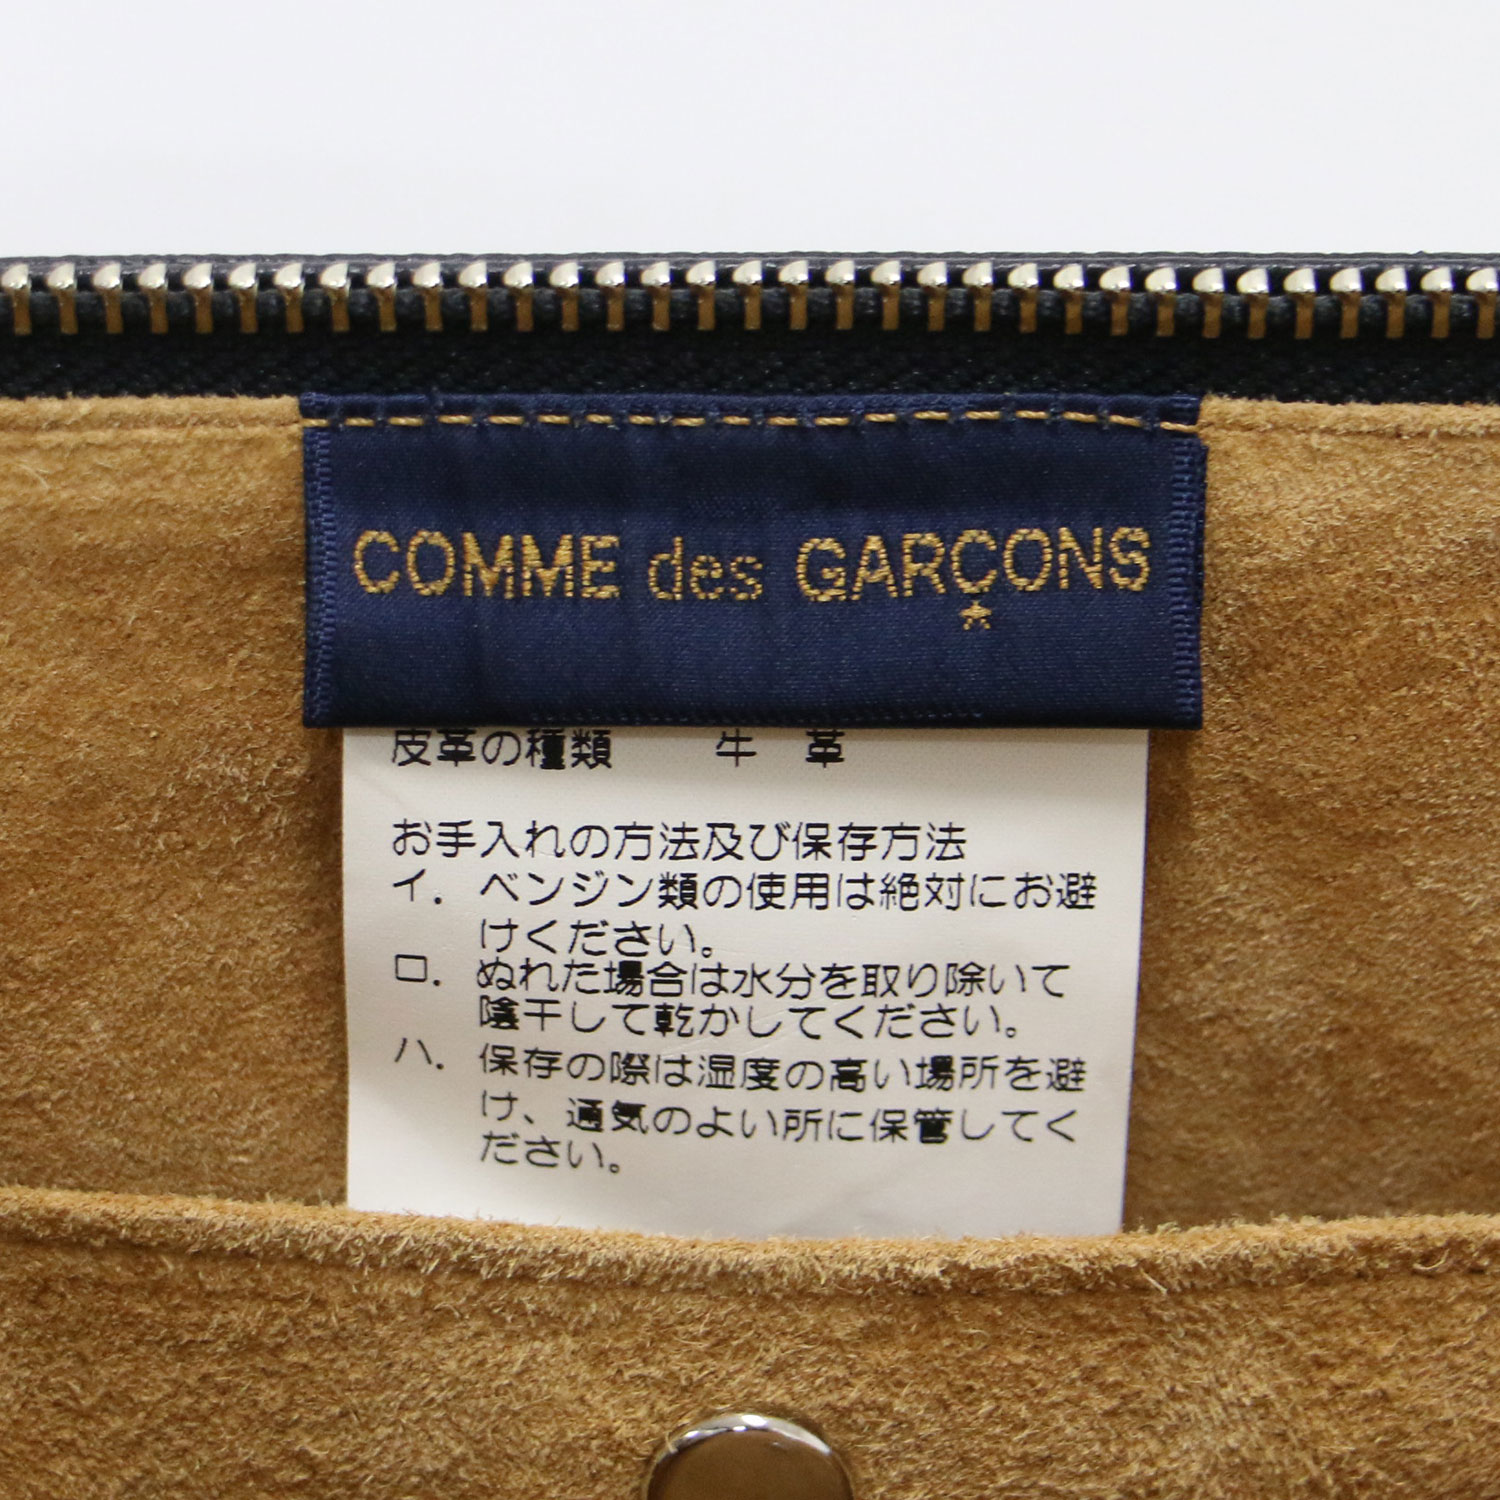 COMME des GARÇONS
皮革の種類 牛 革
お手入れの方法及び保存方法
イ. ベンジン類の使用は絶対にお避
けください。
ロ. ぬれた場合は水分を取り除いて
陰干しして乾かしてください。
ハ. 保存の際は湿度の高い場所を避
け、通気のよい所に保管してく
ださい。